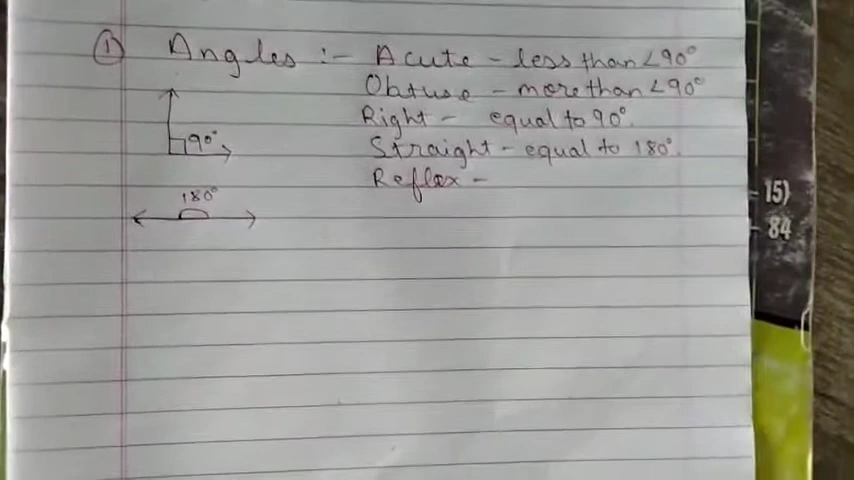 ① Angles :- Acute - less than ∠90°
Obtuse - more than ∠90°
Right - equal to 90°.
90°
Straight - equal to 180°.
Reflex -
180°
15)
84